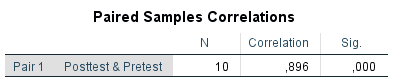 Paired Samples Correlations
N Correlation Sig.
Pair 1 Posttest & Pretest 10 ,896 ,000